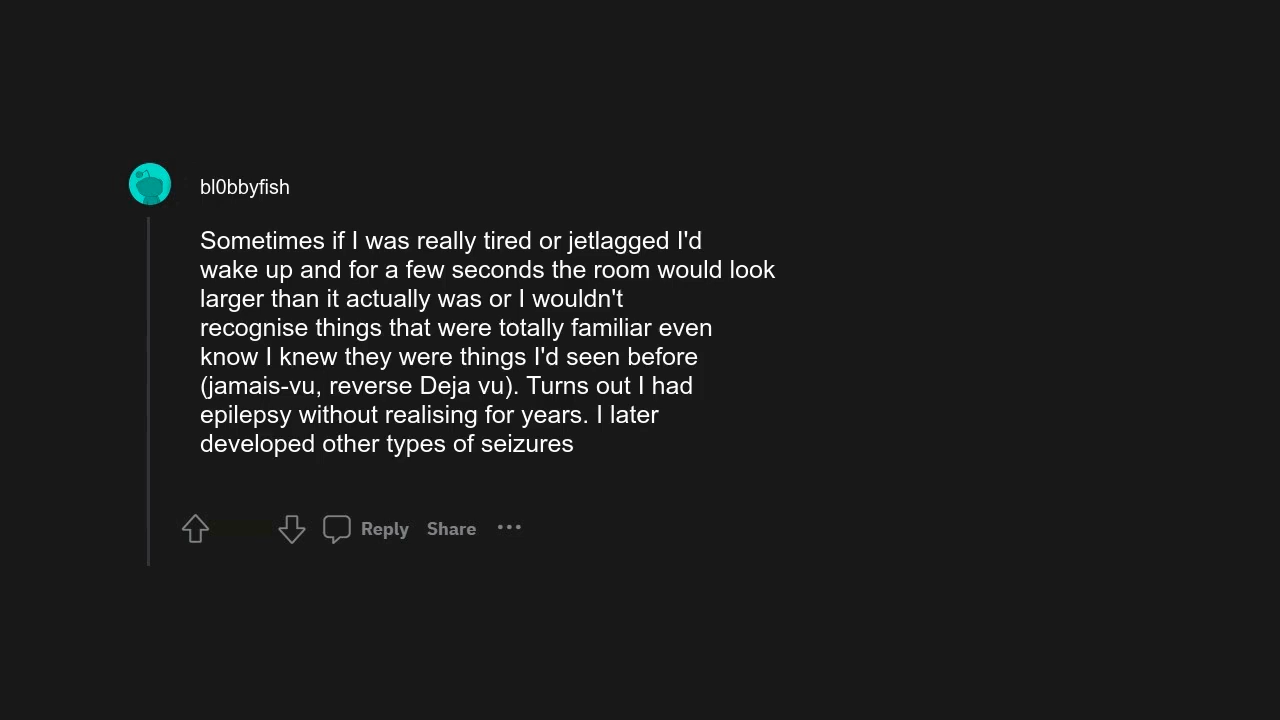 bl0bbyfish
Sometimes if I was really tired or jetlagged I'd
wake up and for a few seconds the room would look
larger than it actually was or I wouldn't
recognise things that were totally familiar even
know I knew they were things I'd seen before
(jamais-vu, reverse Deja vu). Turns out I had
epilepsy without realising for years. I later
developed other types of seizures
Reply Share